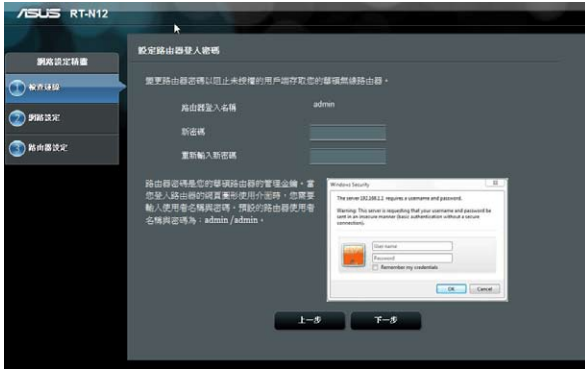 ASUS RT-N12
網路設定精靈
1 檢查連線
2 網路設定
3 路由器設定
設定路由器登入密碼
變更路由器密碼以阻止未授權的用戶端存取您的華碩無線路由器。
路由器登入名稱 admin
新密碼
重新輸入新密碼
路由器密碼是您的華碩路由器的管理金鑰。當
您登入路由器的網頁圖形使用介面時，您需要
輸入使用者名稱與密碼。預設的路由器使用者
名稱與密碼為：admin/admin。
Windows Security
The server 192.168.1.1 requires a username and password.
Warning: This server is requesting that your username and password be
sent in an insecure manner (basic authentication without a secure
connection).
User name
Password
Remember my credentials
OK Cancel
上一步 下一步